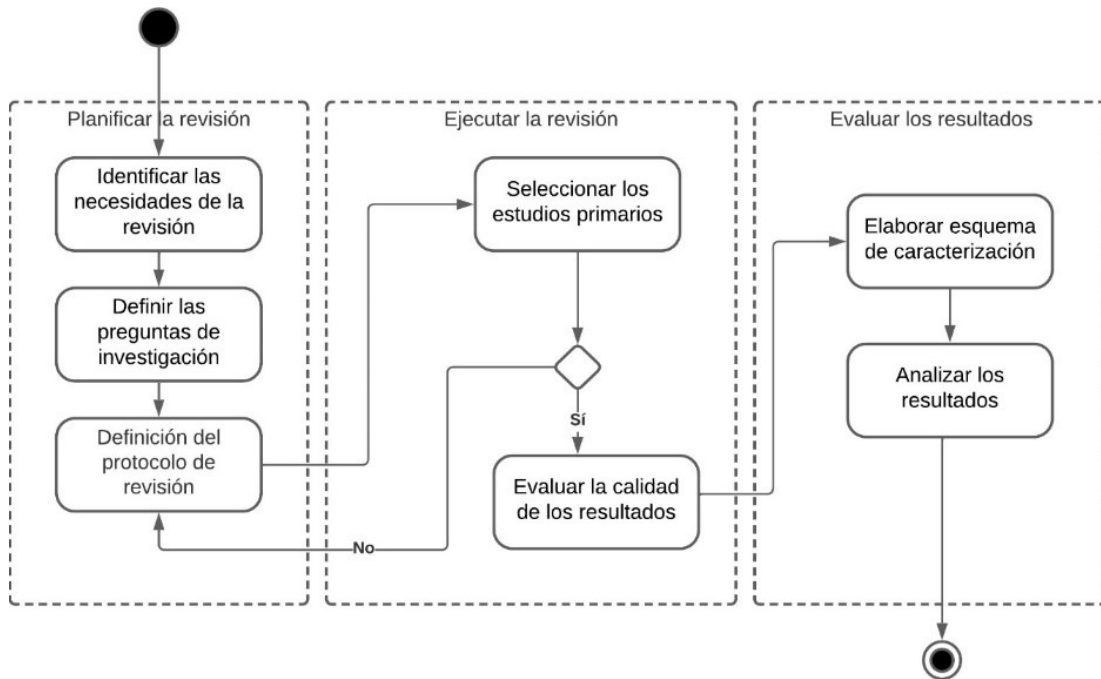 Planificar la revisión
Identificar las
necesidades de la
revisión
Definir las
preguntas de
investigación
Definición del
protocolo de
revisión
Ejecutar la revisión
Seleccionar los
estudios primarios
Sí
Evaluar la calidad
de los resultados
No
Evaluar los resultados
Elaborar esquema
de caracterización
Analizar los
resultados